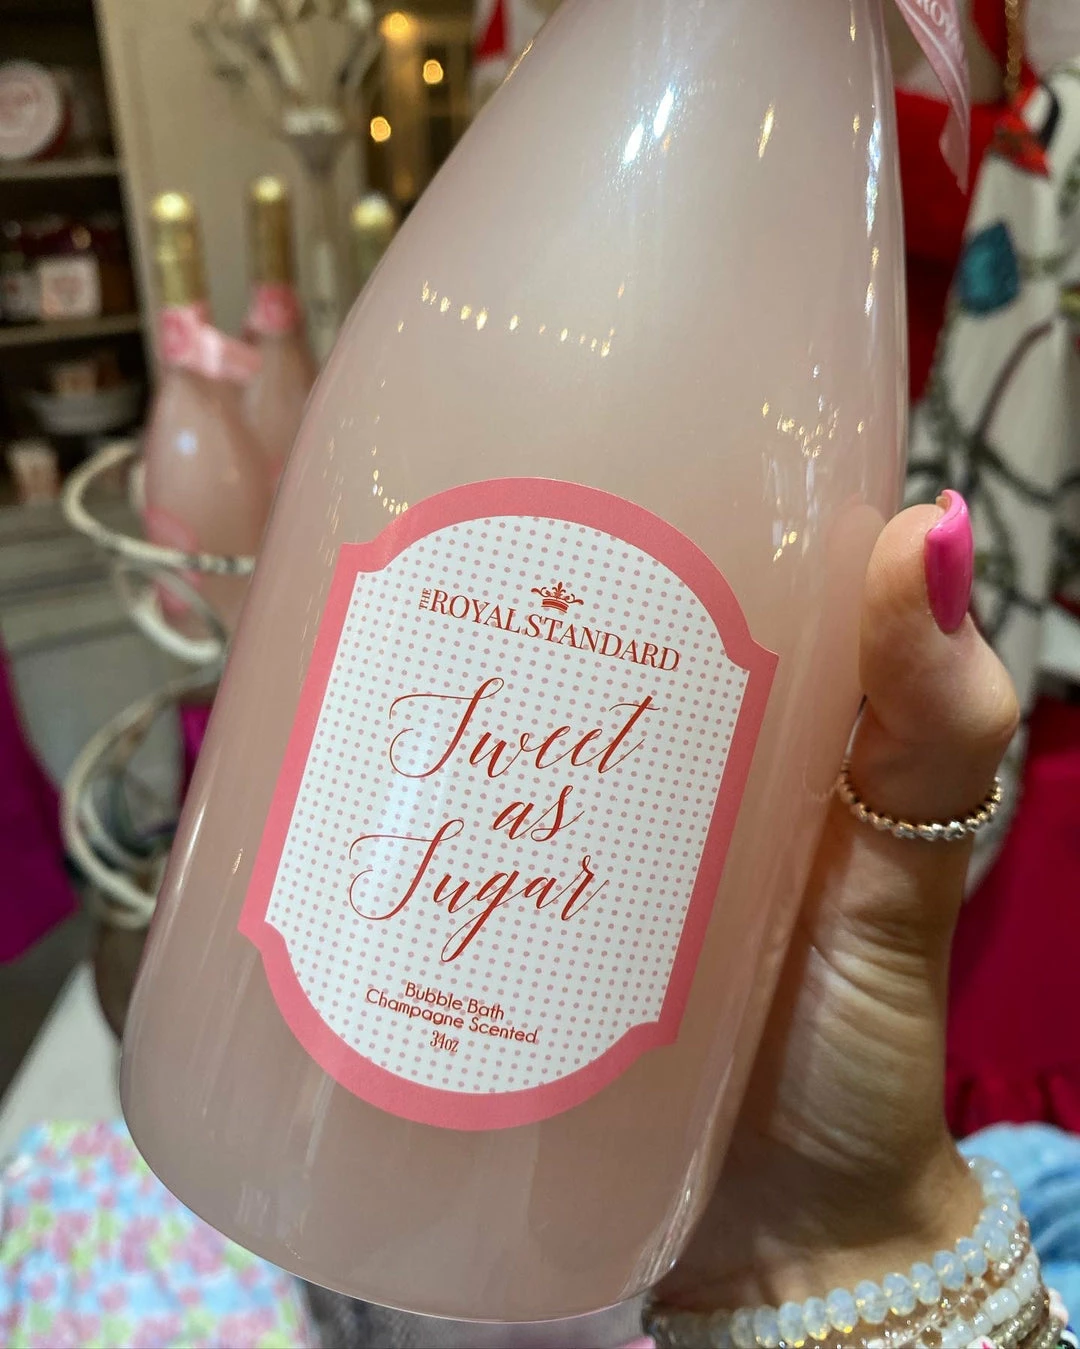 THE ROYAL STANDARD
Sweet
as
Sugar
Bubble Bath
Champagne Scented
34oz